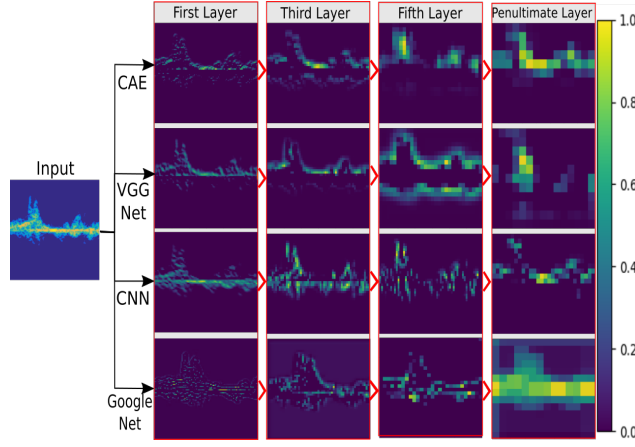 First Layer
Third Layer
Fifth Layer
Penultimate Layer
Input
CAE
VGG
Net
CNN
Google
Net
1.0
0.8
0.6
0.4
0.2
0.0